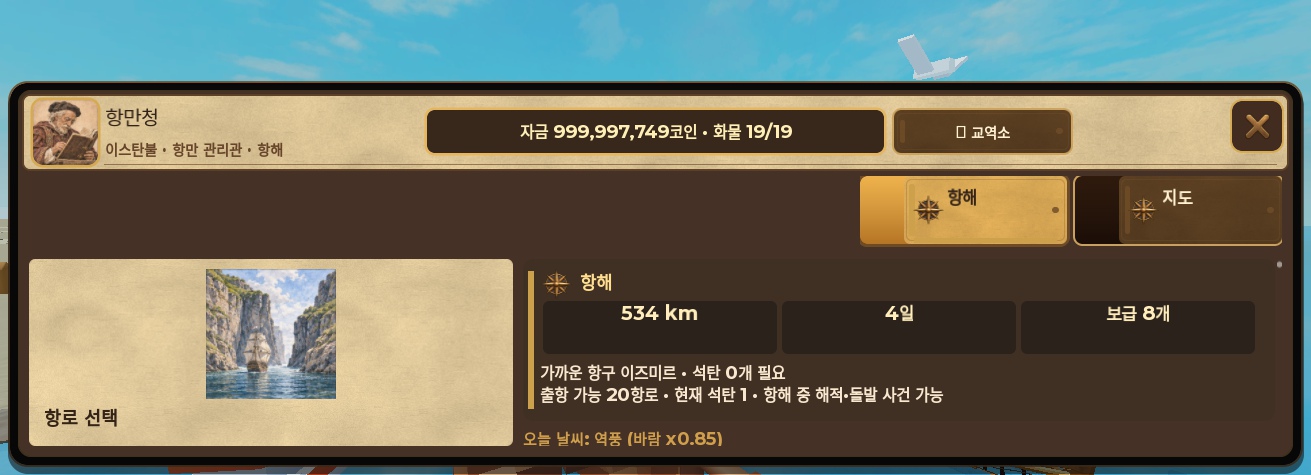 항만청
이스탄불 • 항만 관리관 • 항해
자금 999,997,749코인 • 화물 19/19
교역소
항해
지도
항로 선택
항해
534 km
4일
보급 8개
가까운 항구 이즈미르 • 석탄 0개 필요
출항 가능 20항로 • 현재 석탄 1 • 항해 중 해적•돌발 사건 가능
오늘 날씨: 역풍 (바람 x0.85)